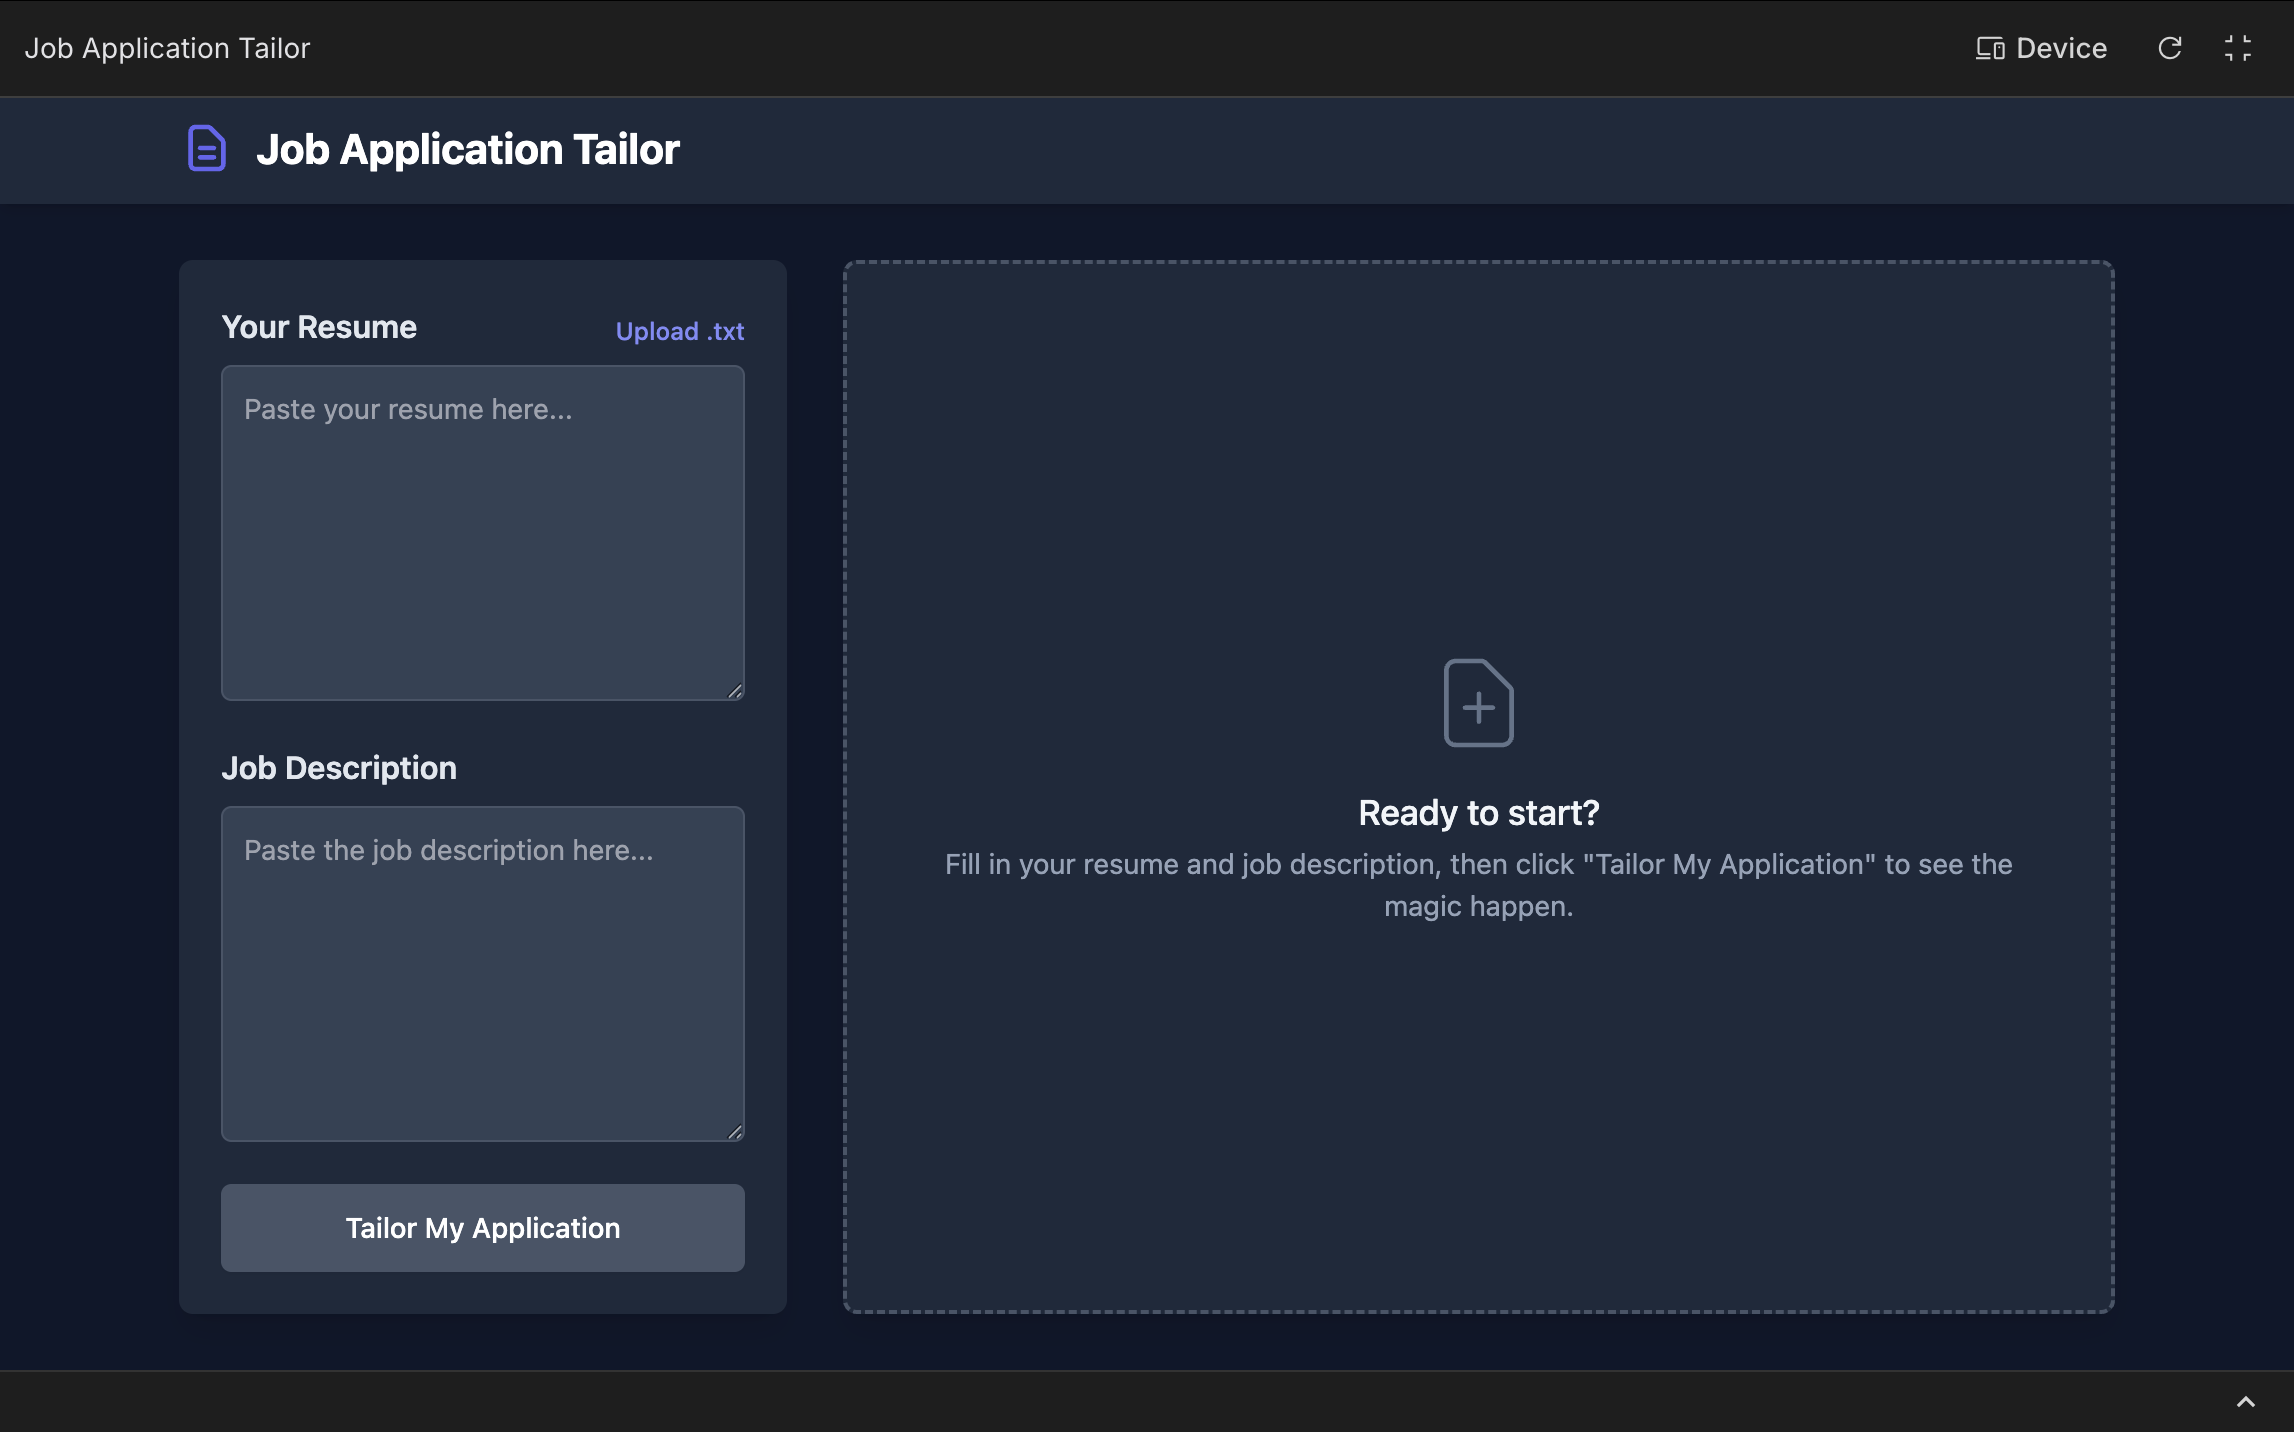 Job Application Tailor
Device
Job Application Tailor
Your Resume
Upload .txt
Paste your resume here...
Job Description
Paste the job description here...
Tailor My Application
Ready to start?
Fill in your resume and job description, then click "Tailor My Application" to see the
magic happen.